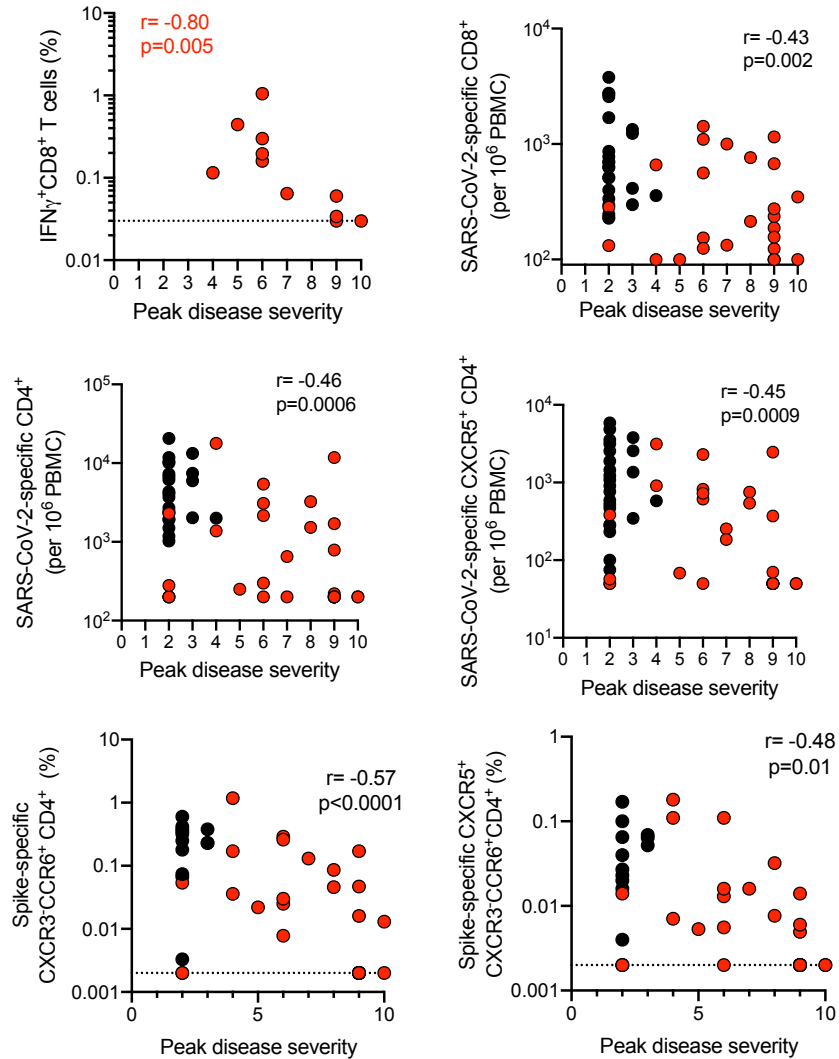 IFNγ⁺CD8⁺ T cells (%)
10
1
0.1
0.01
r= -0.80
p=0.005
0 1 2 3 4 5 6 7 8 9 10
Peak disease severity
SARS-CoV-2-specific CD8⁺
(per 10⁶ PBMC)
10⁴
10³
10²
r= -0.43
p=0.002
0 1 2 3 4 5 6 7 8 9 10
Peak disease severity
SARS-CoV-2-specific CD4⁺
(per 10⁶ PBMC)
10⁵
10⁴
10³
10²
r= -0.46
p=0.0006
0 1 2 3 4 5 6 7 8 9 10
Peak disease severity
SARS-CoV-2-specific CXCR5⁺ CD4⁺
(per 10⁶ PBMC)
10⁴
10³
10²
10¹
r= -0.45
p=0.0009
0 1 2 3 4 5 6 7 8 9 10
Peak disease severity
Spike-specific
CXCR3⁻CCR6⁺ CD4⁺ (%)
10
1
0.1
0.01
0.001
r= -0.57
p<0.0001
0 5 10
Peak disease severity
Spike-specific CXCR5⁺
CXCR3⁻CCR6⁺CD4⁺ (%)
1
0.1
0.01
0.001
r= -0.48
p=0.01
0 5 10
Peak disease severity